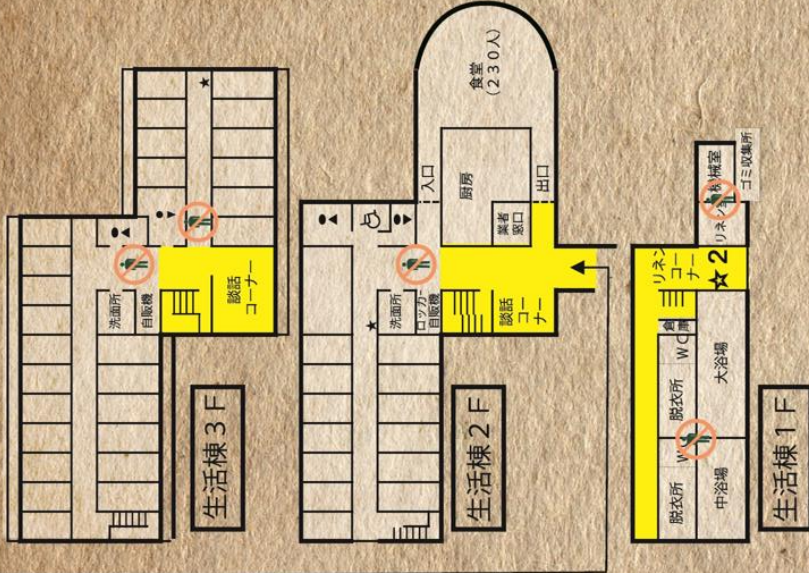 ★
洗面所
自販機
談話
コーナー
生活棟3F
食堂
(230人)
入口
厨房
出口
業者
窓口
★
洗面所
ロッカー
自販機
談話
コー
ナー
生活棟2F
械室
ゴミ収集所
リネン
リネン
コー
ナー
☆2
倉
庫
WC
脱衣所
大浴場
W
脱衣所
中浴場
生活棟1F